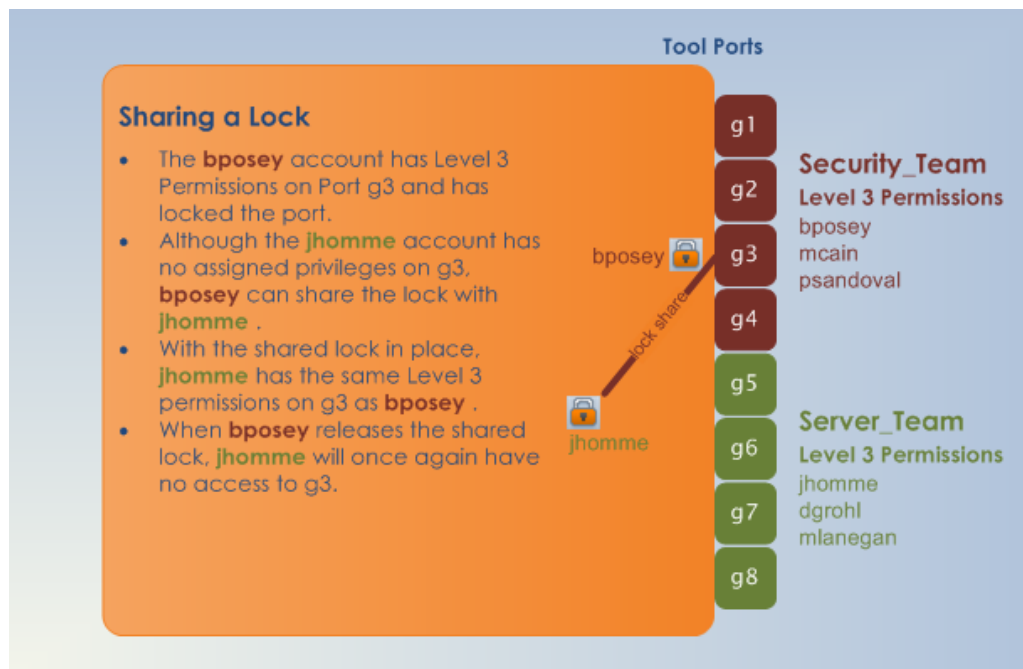 Tool Ports
Sharing a Lock
• The bposey account has Level 3
Permissions on Port g3 and has
locked the port.
• Although the jhomme account has
no assigned privileges on g3,
bposey can share the lock with
jhomme .
• With the shared lock in place,
jhomme has the same Level 3
permissions on g3 as bposey .
• When bposey releases the shared
lock, jhomme will once again have
no access to g3.
bposey
lock share
jhomme
g1
g2
g3
g4
g5
g6
g7
g8
Security_Team
Level 3 Permissions
bposey
mcain
psandoval
Server_Team
Level 3 Permissions
jhomme
dgrohl
mlanegan